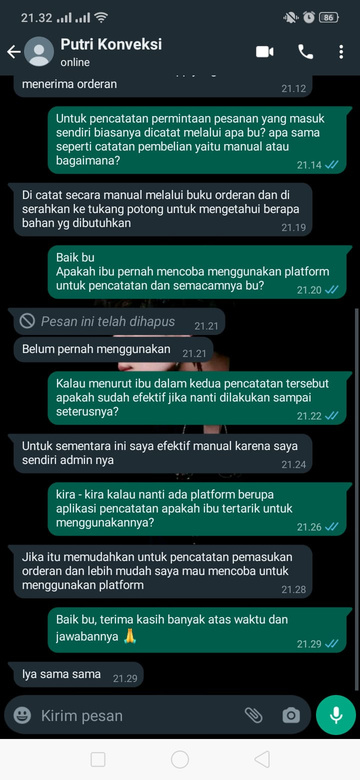 21.32
86
Putri Konveksi
online
menerima orderan
21.12
Untuk pencatatan permintaan pesanan yang masuk
sendiri biasanya dicatat melalui apa bu? apa sama
seperti catatan pembelian yaitu manual atau
bagaimana?
21.14
Di catat secara manual melalui buku orderan dan di
serahkan ke tukang potong untuk mengetahui berapa
bahan yg dibutuhkan
21.19
Baik bu
Apakah ibu pernah mencoba menggunakan platform
untuk pencatatan dan semacamnya bu?
21.20
Pesan ini telah dihapus
21.21
Belum pernah menggunakan
21.21
Kalau menurut ibu dalam kedua pencatatan tersebut
apakah sudah efektif jika nanti dilakukan sampai
seterusnya?
21.22
Untuk sementara ini saya efektif manual karena saya
sendiri admin nya
21.24
kira - kira kalau nanti ada platform berupa
aplikasi pencatatan apakah ibu tertarik untuk
menggunakannya?
21.26
Jika itu memudahkan untuk pencatatan pemasukan
orderan dan lebih mudah saya mau mencoba untuk
menggunakan platform
21.28
Baik bu, terima kasih banyak atas waktu dan
jawabannya 🙏
21.29
Iya sama sama
21.29
Kirim pesan